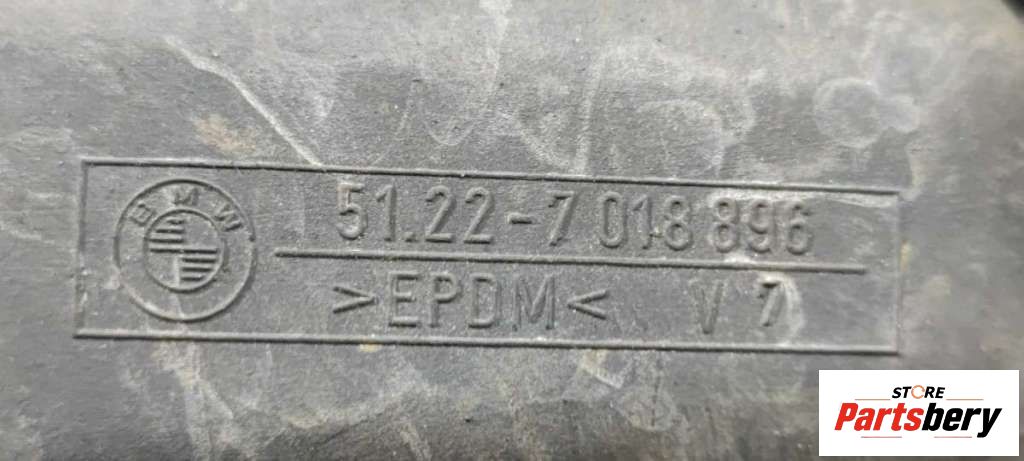 BMW
51.22-7 018 896
>EPDM< V 7
STORE
Partsbery